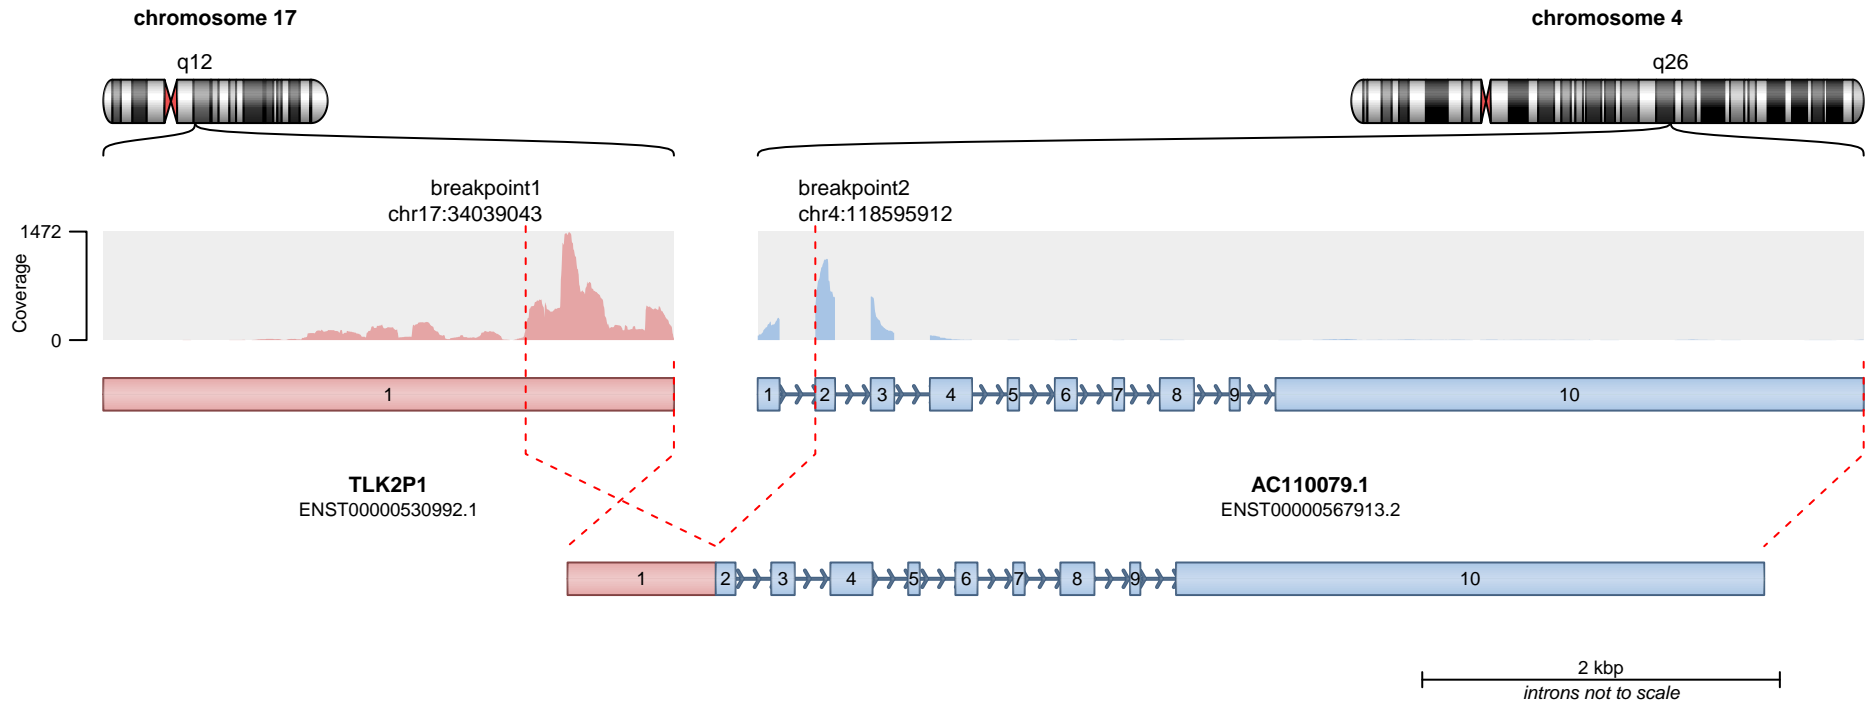 chromosome 17
chromosome 4
q12
q26
breakpoint1
chr17:34039043
breakpoint2
chr4:118595912
1472
Coverage
0
1
1 2 3 4 5 6 7 8 9 10
TLK2P1
ENST00000530992.1
AC110079.1
ENST00000567913.2
1 2 3 4 5 6 7 8 9 10
2 kbp
introns not to scale